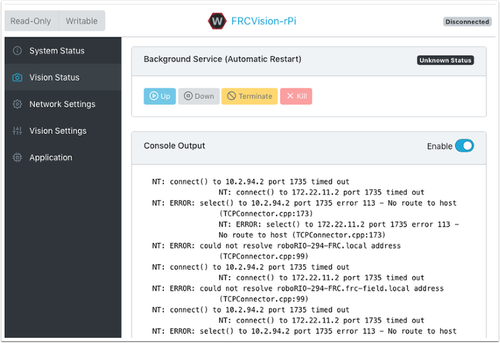 Read-Only Writable
W FRCVision-rPi
Disconnected
System Status
Vision Status
Network Settings
Vision Settings
Application
Background Service (Automatic Restart)
Unknown Status
Up Down Terminate Kill
Console Output
Enable
NT: connect() to 10.2.94.2 port 1735 timed out
NT: connect() to 172.22.11.2 port 1735 timed out
NT: ERROR: select() to 10.2.94.2 port 1735 error 113 - No route to host
(TCPConnector.cpp:173)
NT: ERROR: select() to 172.22.11.2 port 1735 error 113 -
No route to host (TCPConnector.cpp:173)
NT: ERROR: could not resolve roboRIO-294-FRC.local address
(TCPConnector.cpp:99)
NT: connect() to 10.2.94.2 port 1735 timed out
NT: connect() to 172.22.11.2 port 1735 timed out
NT: ERROR: could not resolve roboRIO-294-FRC.frc-field.local address
(TCPConnector.cpp:99)
NT: connect() to 10.2.94.2 port 1735 timed out
NT: connect() to 172.22.11.2 port 1735 timed out
NT: ERROR: select() to 10.2.94.2 port 1735 error 113 - No route to host